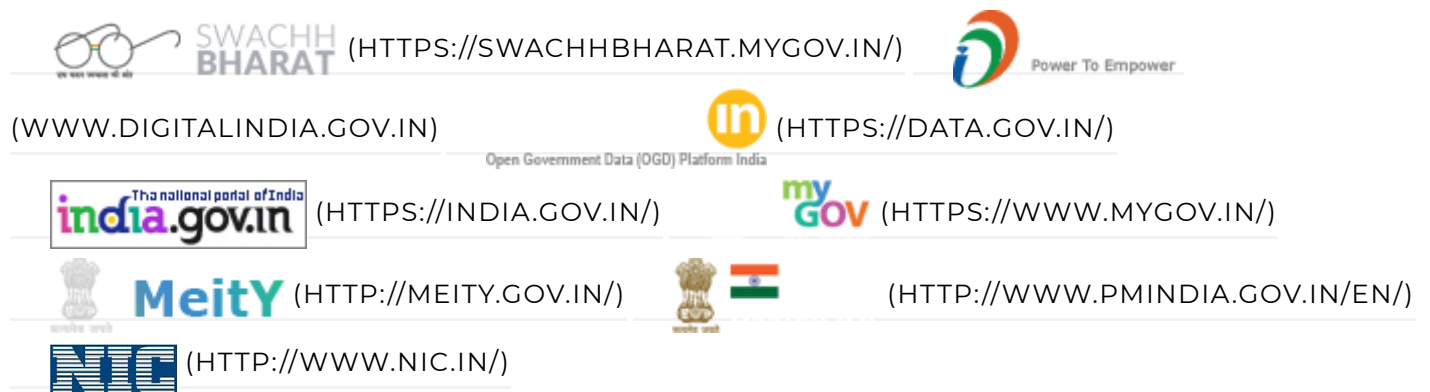 SWACHH
BHARAT (HTTPS://SWACHHBHARAT.MYGOV.IN/)
Power To Empower
(WWW.DIGITALINDIA.GOV.IN)
in (HTTPS://DATA.GOV.IN/)
Open Government Data (OGD) Platform India
The national portal of India
india.gov.in (HTTPS://INDIA.GOV.IN/)
my
GOV (HTTPS://WWW.MYGOV.IN/)
MeitY (HTTP://MEITY.GOV.IN/)
(HTTP://WWW.PMINDIA.GOV.IN/EN/)
सत्यमेव जयते
NIC (HTTP://WWW.NIC.IN/)